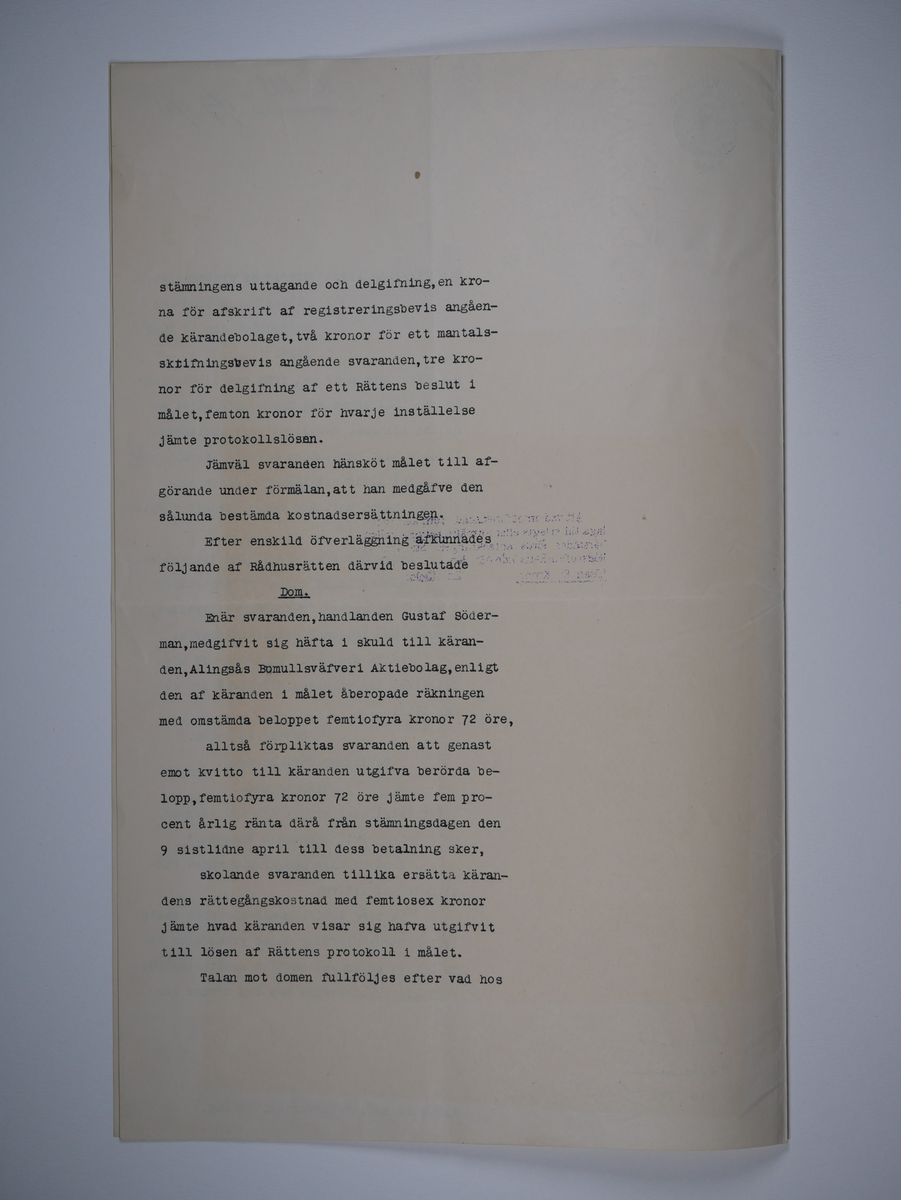 stämningens uttagande och delgifning,en kro-
na för afskrift af registreringsbevis angåen-
de kärandebolaget,två kronor för ett mantals-
skrifningsbevis angående svaranden,tre kro-
nor för delgifning af ett Rättens beslut i
målet,femton kronor för hvarje inställelse
jämte protokollslösen.
Jämväl svaranden hänsköt målet till af-
görande under förmälan,att han medgåfve den
sålunda bestämda kostnadsersättningen.
Efter enskild öfverläggning afkunnades
följande af Rådhusrätten därvid beslutade
Dom.
Enär svaranden,handlanden Gustaf Söder-
man,medgifvit sig häfta i skuld till käran-
den,Alingsås Bomullsväfveri Aktiebolag,enligt
den af käranden i målet åberopade räkningen
med omstämda beloppet femtiofyra kronor 72 öre,
alltså förpliktas svaranden att genast
emot kvitto till käranden utgifva berörda be-
lopp,femtiofyra kronor 72 öre jämte fem pro-
cent årlig ränta därå från stämningsdagen den
9 sistlidne april till dess betalning sker,
skolande svaranden tillika ersätta käran-
dens rättegångskostnad med femtiosex kronor
jämte hvad käranden visar sig hafva utgifvit
till lösen af Rättens protokoll i målet.
Talan mot domen fullföljes efter vad hos